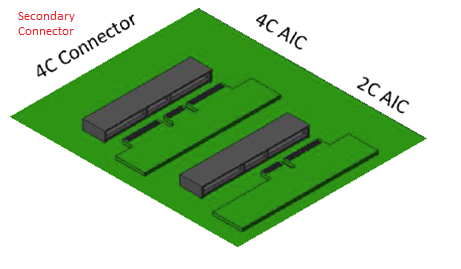 Secondary
Connector
4C Connector
4C AIC
2C AIC